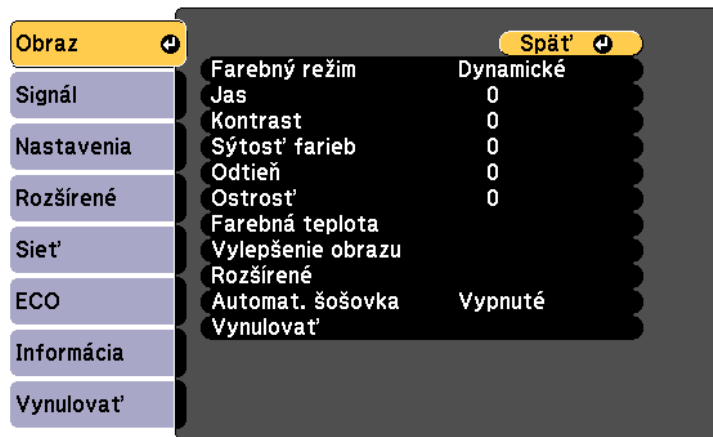 Obraz
Signál
Nastavenia
Rozšírené
Sieť
ECO
Informácia
Vynulovať
Späť
Farebný režim Dynamické
Jas 0
Kontrast 0
Sýtosť farieb 0
Odtieň 0
Ostrosť 0
Farebná teplota
Vylepšenie obrazu
Rozšírené
Automat. šošovka Vypnuté
Vynulovať